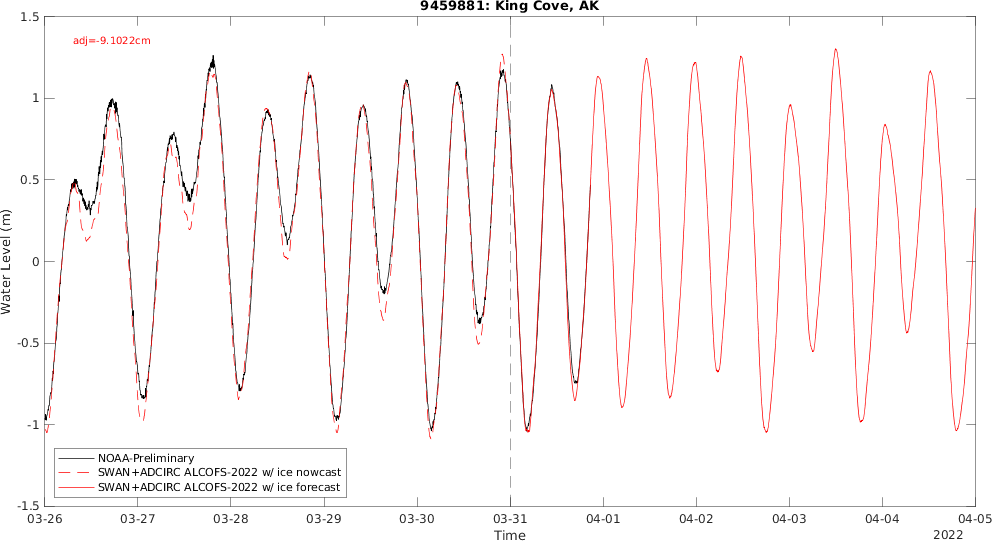 9459881: King Cove, AK
adj=-9.1022cm
Water Level (m)
1.5
1
0.5
0
-0.5
-1
-1.5
NOAA-Preliminary
SWAN+ADCIRC ALCOFS-2022 w/ ice nowcast
SWAN+ADCIRC ALCOFS-2022 w/ ice forecast
03-26 03-27 03-28 03-29 03-30 03-31 04-01 04-02 04-03 04-04 04-05
Time
2022